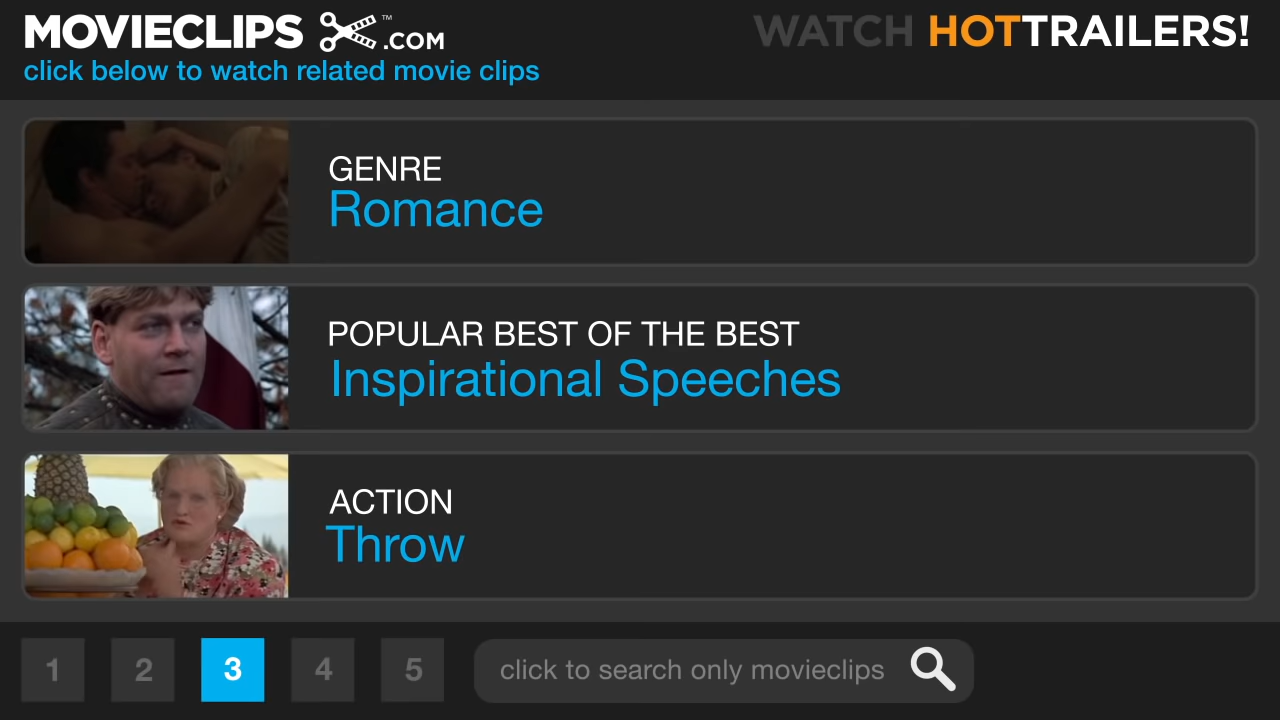 MOVIECLIPS ™ .COM
WATCH HOTTRAILERS!
click below to watch related movie clips
GENRE
Romance
POPULAR BEST OF THE BEST
Inspirational Speeches
ACTION
Throw
1 2 3 4 5
click to search only movieclips